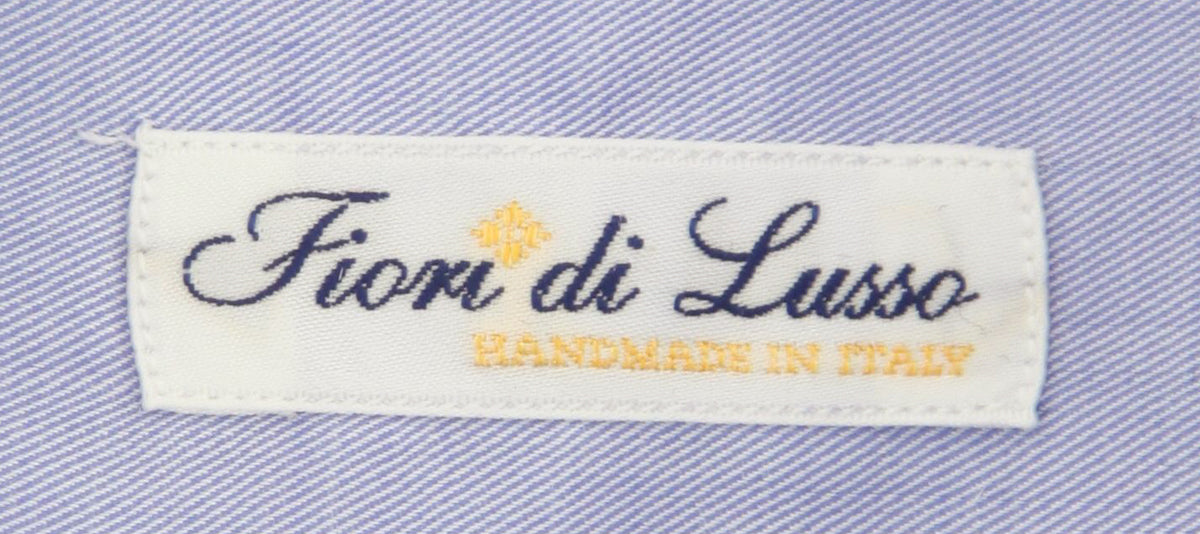 Fiori di Lusso
HANDMADE IN ITALY